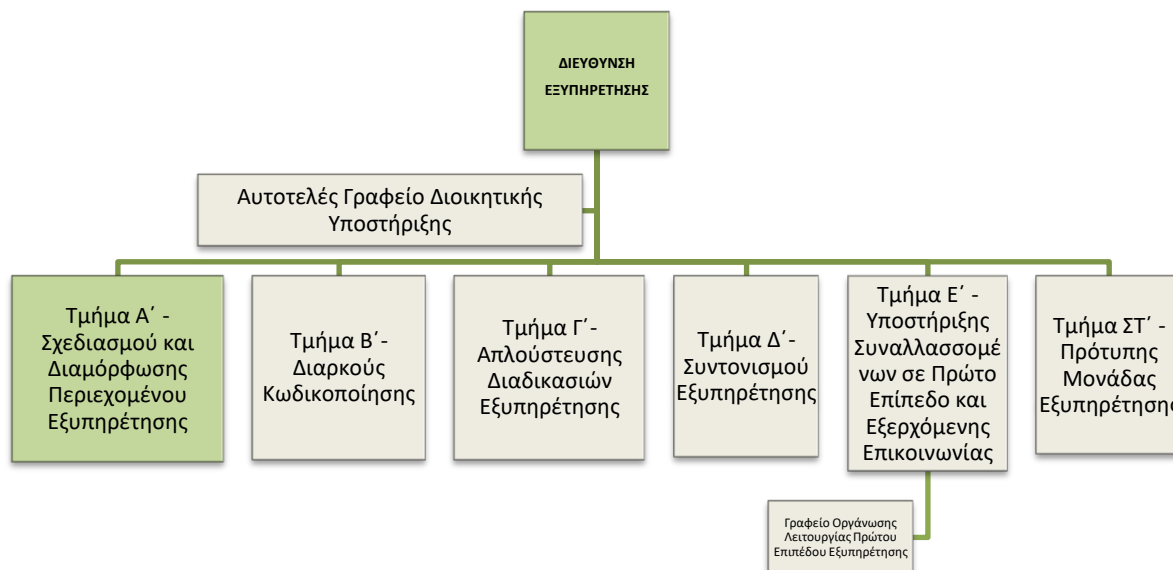 ΔΙΕΥΘΥΝΣΗ
ΕΞΥΠΗΡΕΤΗΣΗΣ
Αυτοτελές Γραφείο Διοικητικής
Υποστήριξης
Τμήμα Α΄ -
Σχεδιασμού και
Διαμόρφωσης
Περιεχομένου
Εξυπηρέτησης
Τμήμα Β΄-
Διαρκούς
Κωδικοποίησης
Τμήμα Γ΄-
Απλούστευσης
Διαδικασιών
Εξυπηρέτησης
Τμήμα Δ΄-
Συντονισμού
Εξυπηρέτησης
Τμήμα Ε΄ -
Υποστήριξης
Συναλλασσομέ
νων σε Πρώτο
Επίπεδο και
Εξερχόμενης
Επικοινωνίας
Τμήμα ΣΤ΄ -
Πρότυπης
Μονάδας
Εξυπηρέτησης
Γραφείο Οργάνωσης
Λειτουργίας Πρώτου
Επιπέδου Εξυπηρέτησης